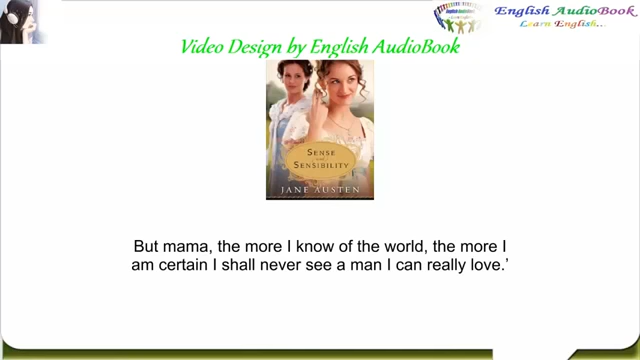 English AudioBook
Learn English...
Video Design by English AudioBook
SENSE
and
SENSIBILITY
JANE AUSTEN
But mama, the more I know of the world, the more I
am certain I shall never see a man I can really love.’